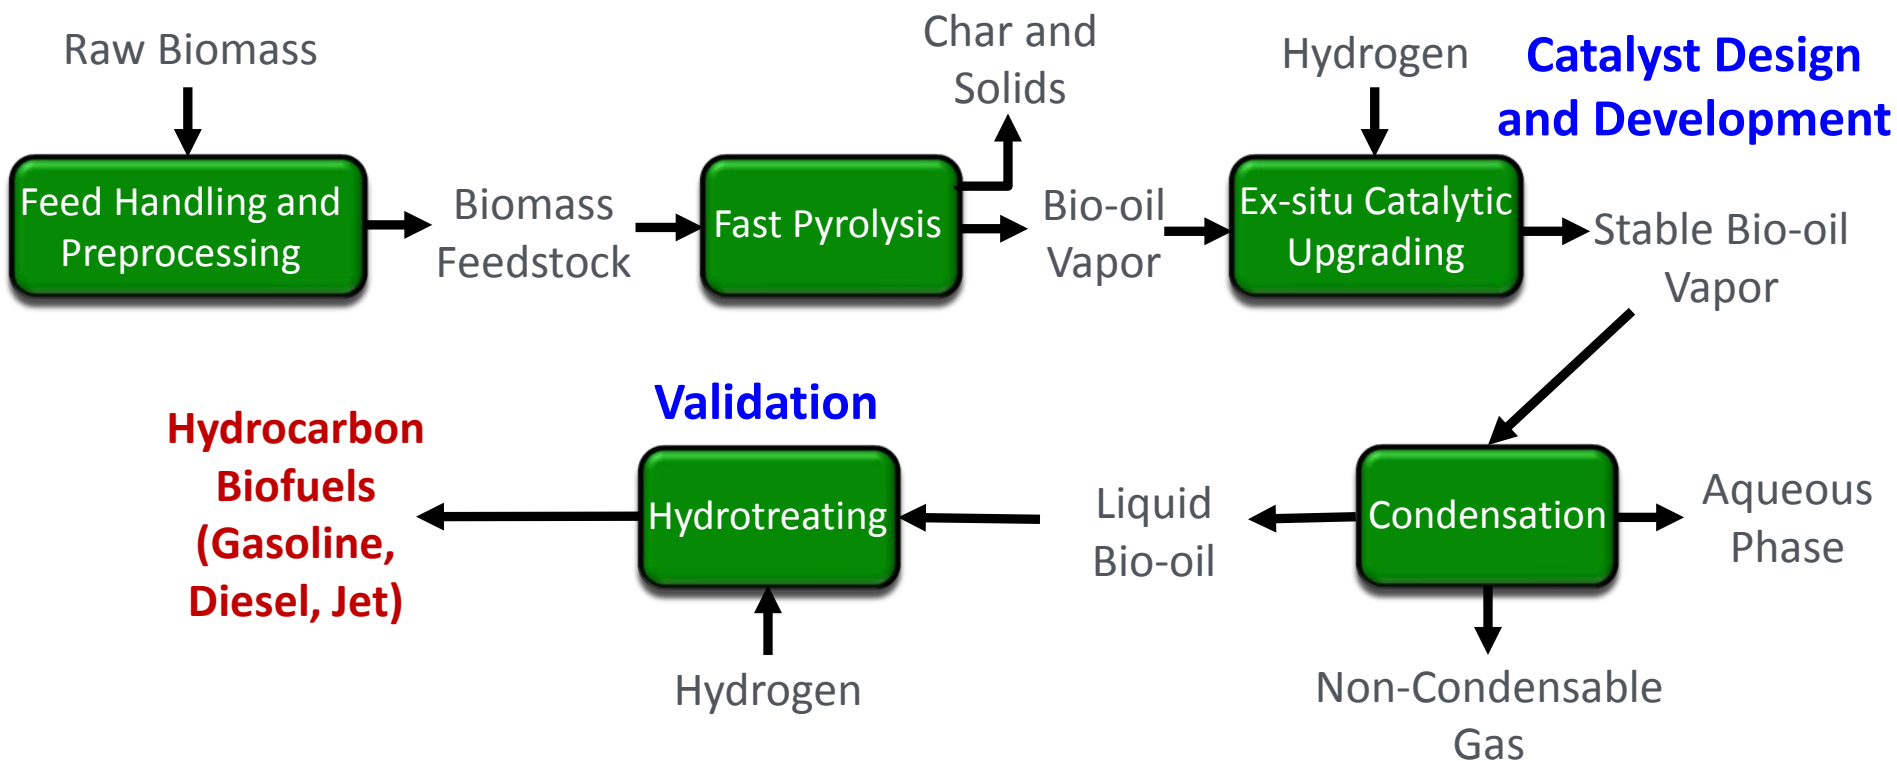 Raw Biomass
Char and
Solids
Hydrogen
Catalyst Design
and Development
Feed Handling and
Preprocessing
Biomass
Feedstock
Fast Pyrolysis
Bio-oil
Vapor
Ex-situ Catalytic
Upgrading
Stable Bio-oil
Vapor
Hydrocarbon
Biofuels
(Gasoline,
Diesel, Jet)
Validation
Hydrotreating
Hydrogen
Liquid
Bio-oil
Condensation
Aqueous
Phase
Non-Condensable
Gas